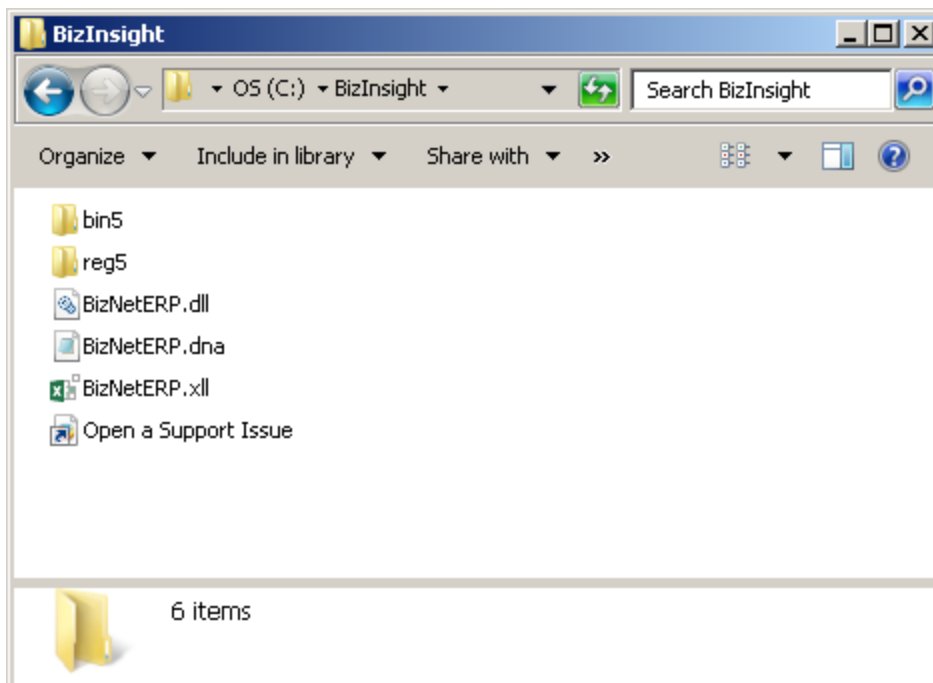 BizInsight
OS (C:) BizInsight Search BizInsight
Organize Include in library Share with »
bin5
reg5
BizNetERP.dll
BizNetERP.dna
BizNetERP.xll
Open a Support Issue
6 items